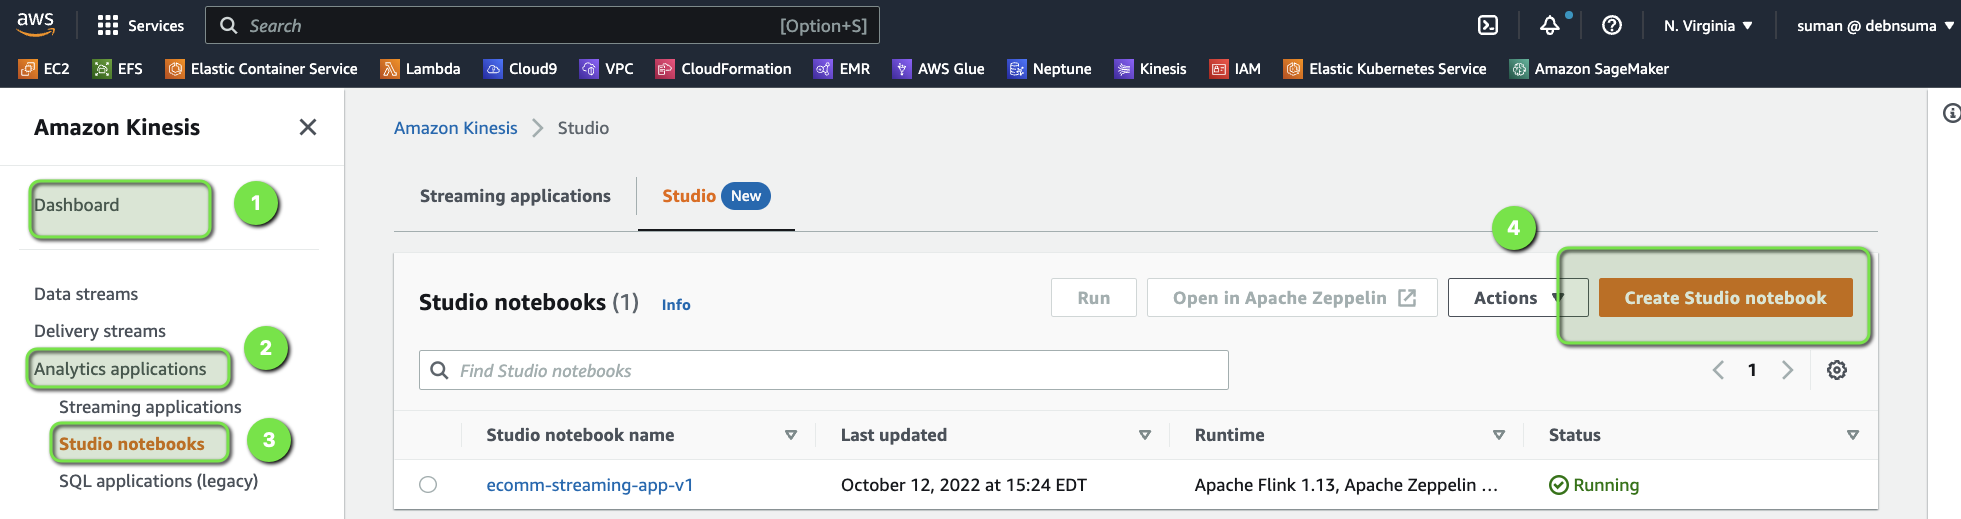 aws
Services
Search
[Option+S]
N. Virginia
suman @ debnsuma
EC2
EFS
Elastic Container Service
Lambda
Cloud9
VPC
CloudFormation
EMR
AWS Glue
Neptune
Kinesis
IAM
Elastic Kubernetes Service
Amazon SageMaker
Amazon Kinesis
Dashboard
1
Data streams
Delivery streams
2
Analytics applications
Streaming applications
Studio notebooks
3
SQL applications (legacy)
Amazon Kinesis
Studio
Streaming applications
Studio
New
4
Studio notebooks (1)
Info
Run
Open in Apache Zeppelin
Actions
Create Studio notebook
Find Studio notebooks
1
Studio notebook name
Last updated
Runtime
Status
ecomm-streaming-app-v1
October 12, 2022 at 15:24 EDT
Apache Flink 1.13, Apache Zeppelin ...
Running